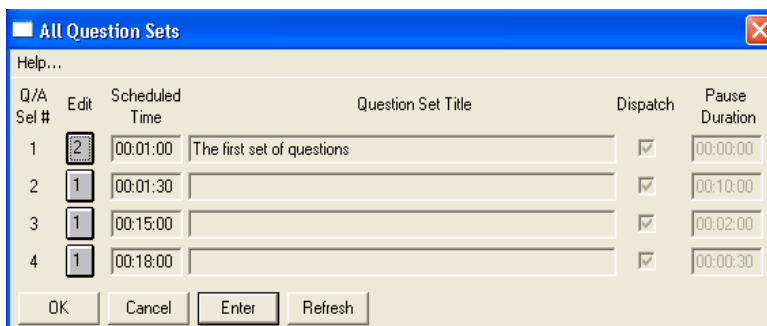 All Question Sets
Help...
Q/A Sel # Edit Scheduled Time Question Set Title Dispatch Pause Duration
1 2 00:01:00 The first set of questions 00:00:00
2 1 00:01:30 00:10:00
3 1 00:15:00 00:02:00
4 1 00:18:00 00:00:30
OK Cancel Enter Refresh